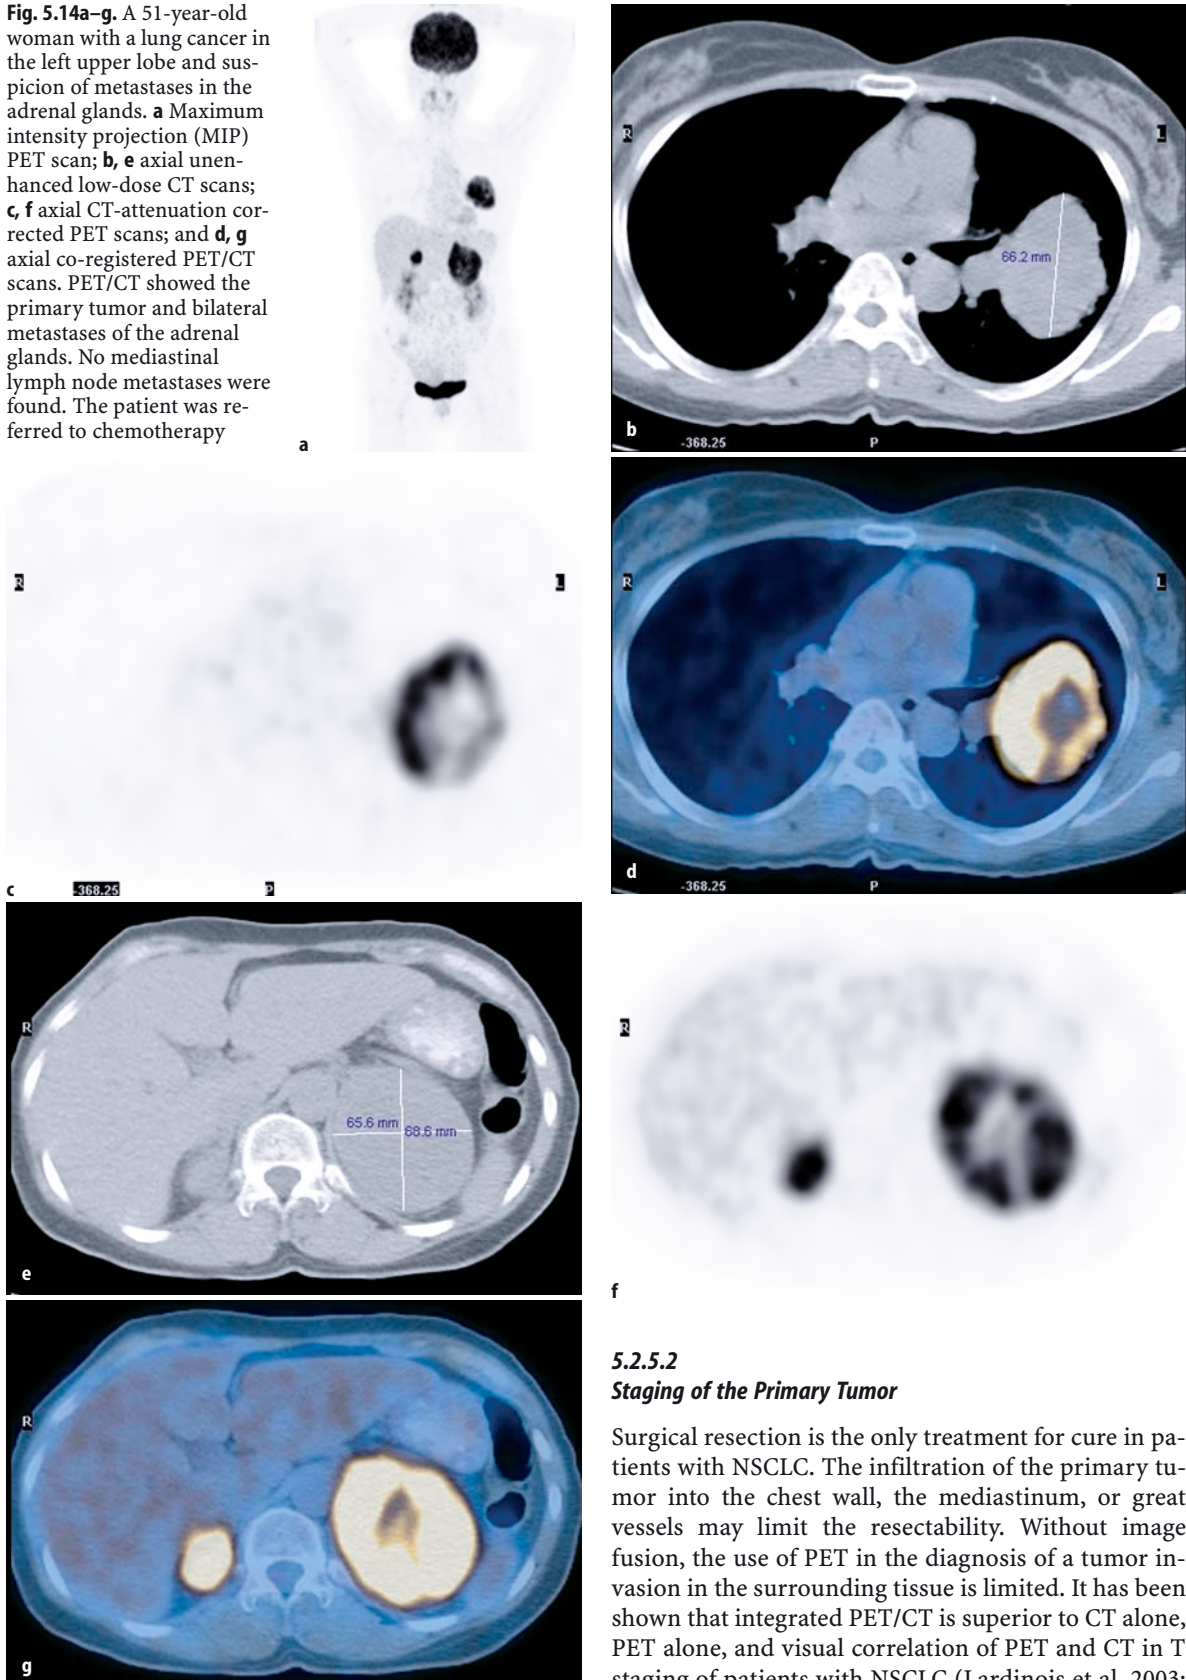 Fig. 5.14a–g. A 51-year-old
woman with a lung cancer in
the left upper lobe and sus-
picion of metastases in the
adrenal glands. a Maximum
intensity projection (MIP)
PET scan; b, e axial unen-
hanced low-dose CT scans;
c, f axial CT-attenuation cor-
rected PET scans; and d, g
axial co-registered PET/CT
scans. PET/CT showed the
primary tumor and bilateral
metastases of the adrenal
glands. No mediastinal
lymph node metastases were
found. The patient was re-
ferred to chemotherapy
a
R
L
66.2 mm
b
-368.25
P
R
L
c
-368.25
P
R
L
d
-368.25
P
R
65.6 mm
68.6 mm
e
R
f
R
g
5.2.5.2
Staging of the Primary Tumor
Surgical resection is the only treatment for cure in pa-
tients with NSCLC. The infiltration of the primary tu-
mor into the chest wall, the mediastinum, or great
vessels may limit the resectability. Without image
fusion, the use of PET in the diagnosis of a tumor in-
vasion in the surrounding tissue is limited. It has been
shown that integrated PET/CT is superior to CT alone,
PET alone, and visual correlation of PET and CT in T
staging of patients with NSCLC (Lardinois et al. 2003;